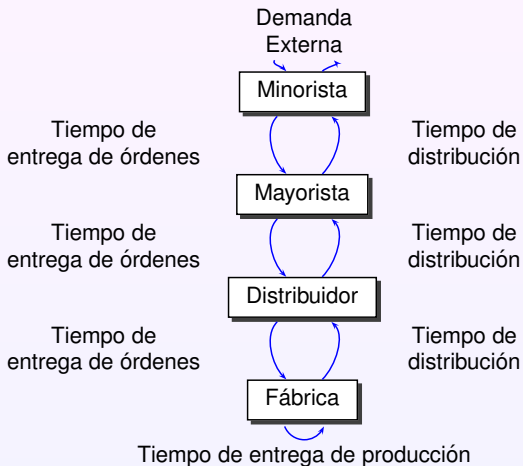 Demanda
Externa
Minorista
Tiempo de
entrega de órdenes
Tiempo de
distribución
Mayorista
Tiempo de
entrega de órdenes
Tiempo de
distribución
Distribuidor
Tiempo de
entrega de órdenes
Tiempo de
distribución
Fábrica
Tiempo de entrega de producción